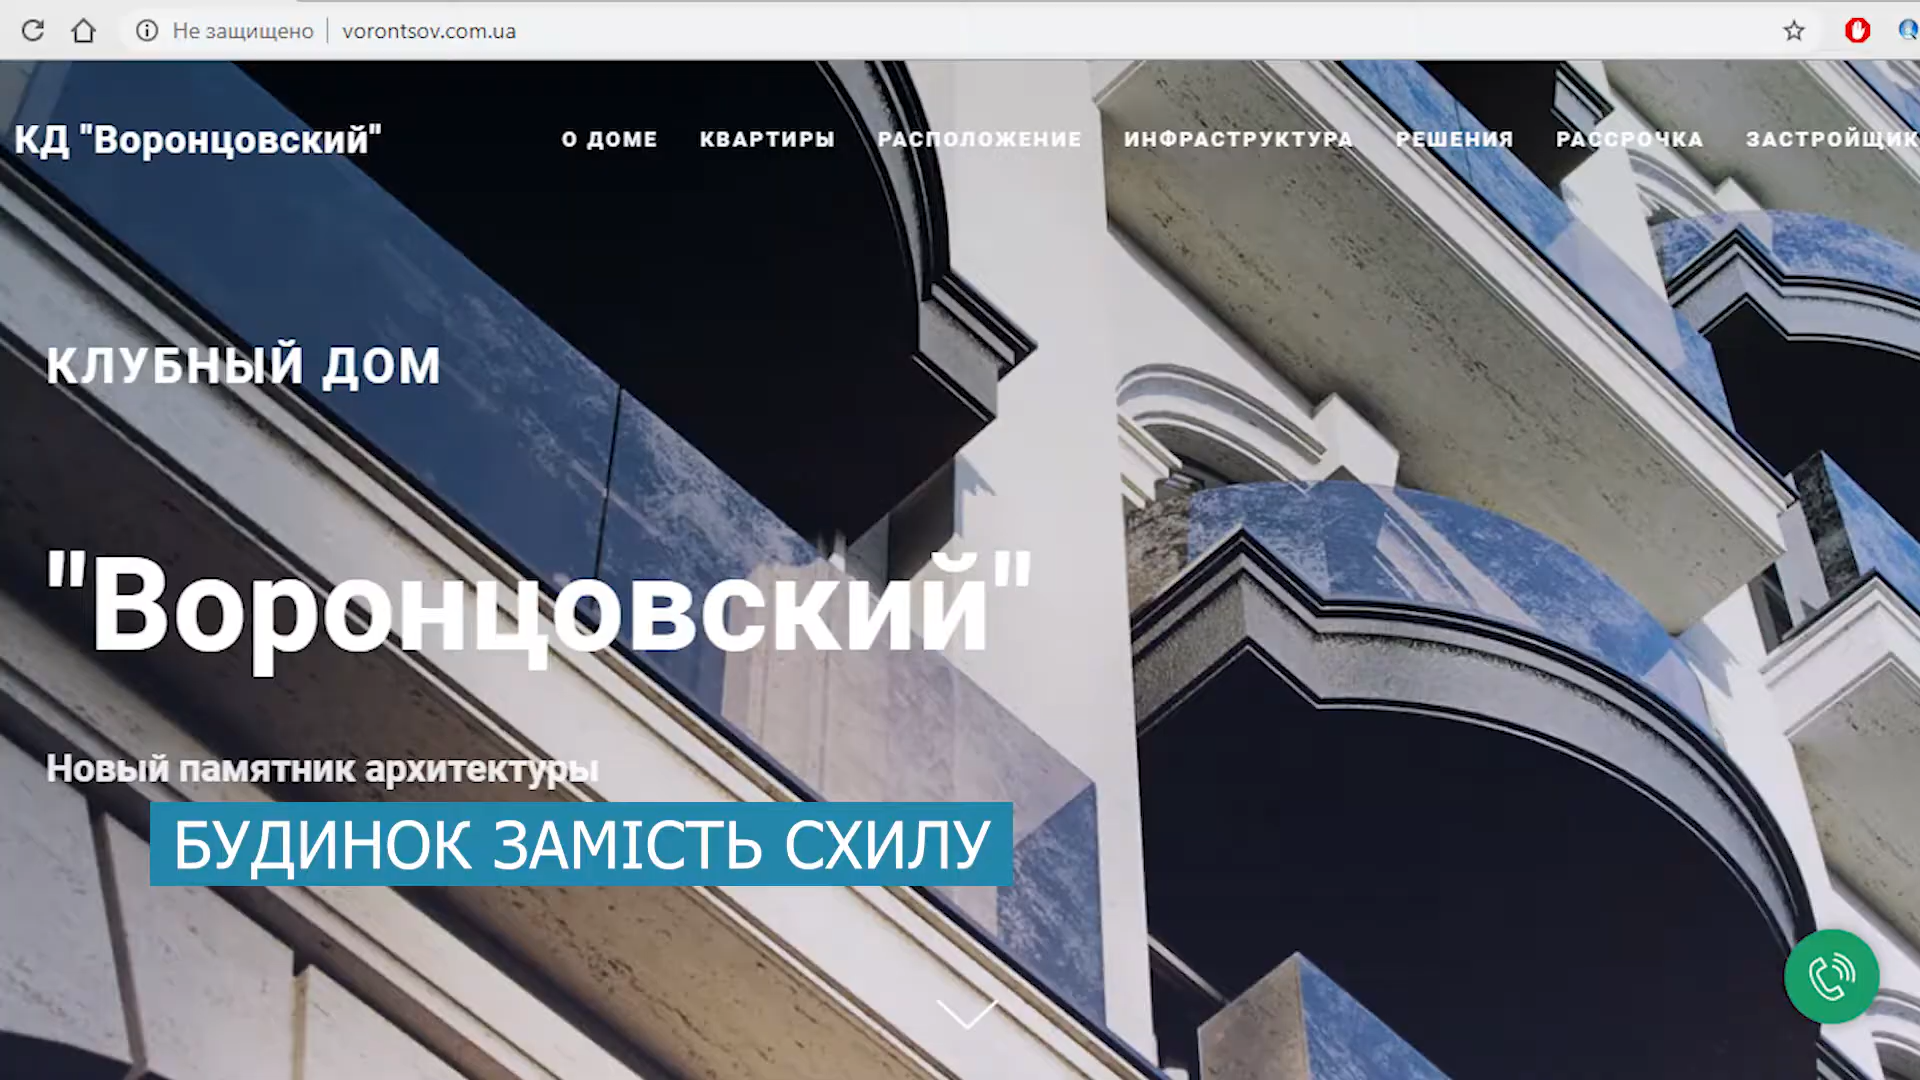 Не защищено vorontsov.com.ua
КД "Воронцовский"
О ДОМЕ КВАРТИРЫ РАСПОЛОЖЕНИЕ ИНФРАСТРУКТУРА РЕШЕНИЯ РАССРОЧКА ЗАСТРОЙЩИК
КЛУБНЫЙ ДОМ
"Воронцовский"
Новый памятник архитектуры
БУДИНОК ЗАМІСТЬ СХИЛУ